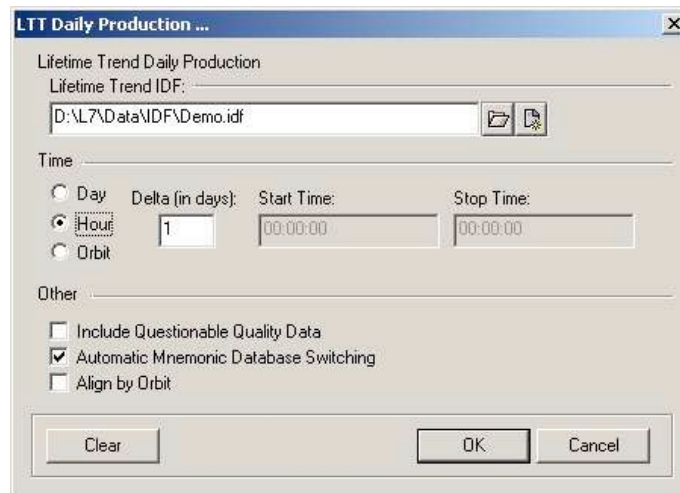 LTT Daily Production ...
Lifetime Trend Daily Production
Lifetime Trend IDF:
D:\L7\Data\IDF\Demo.idf
Time
Day
Hour
Orbit
Delta (in days):
1
Start Time:
00:00:00
Stop Time:
00:00:00
Other
Include Questionable Quality Data
Automatic Mnemonic Database Switching
Align by Orbit
Clear
OK
Cancel